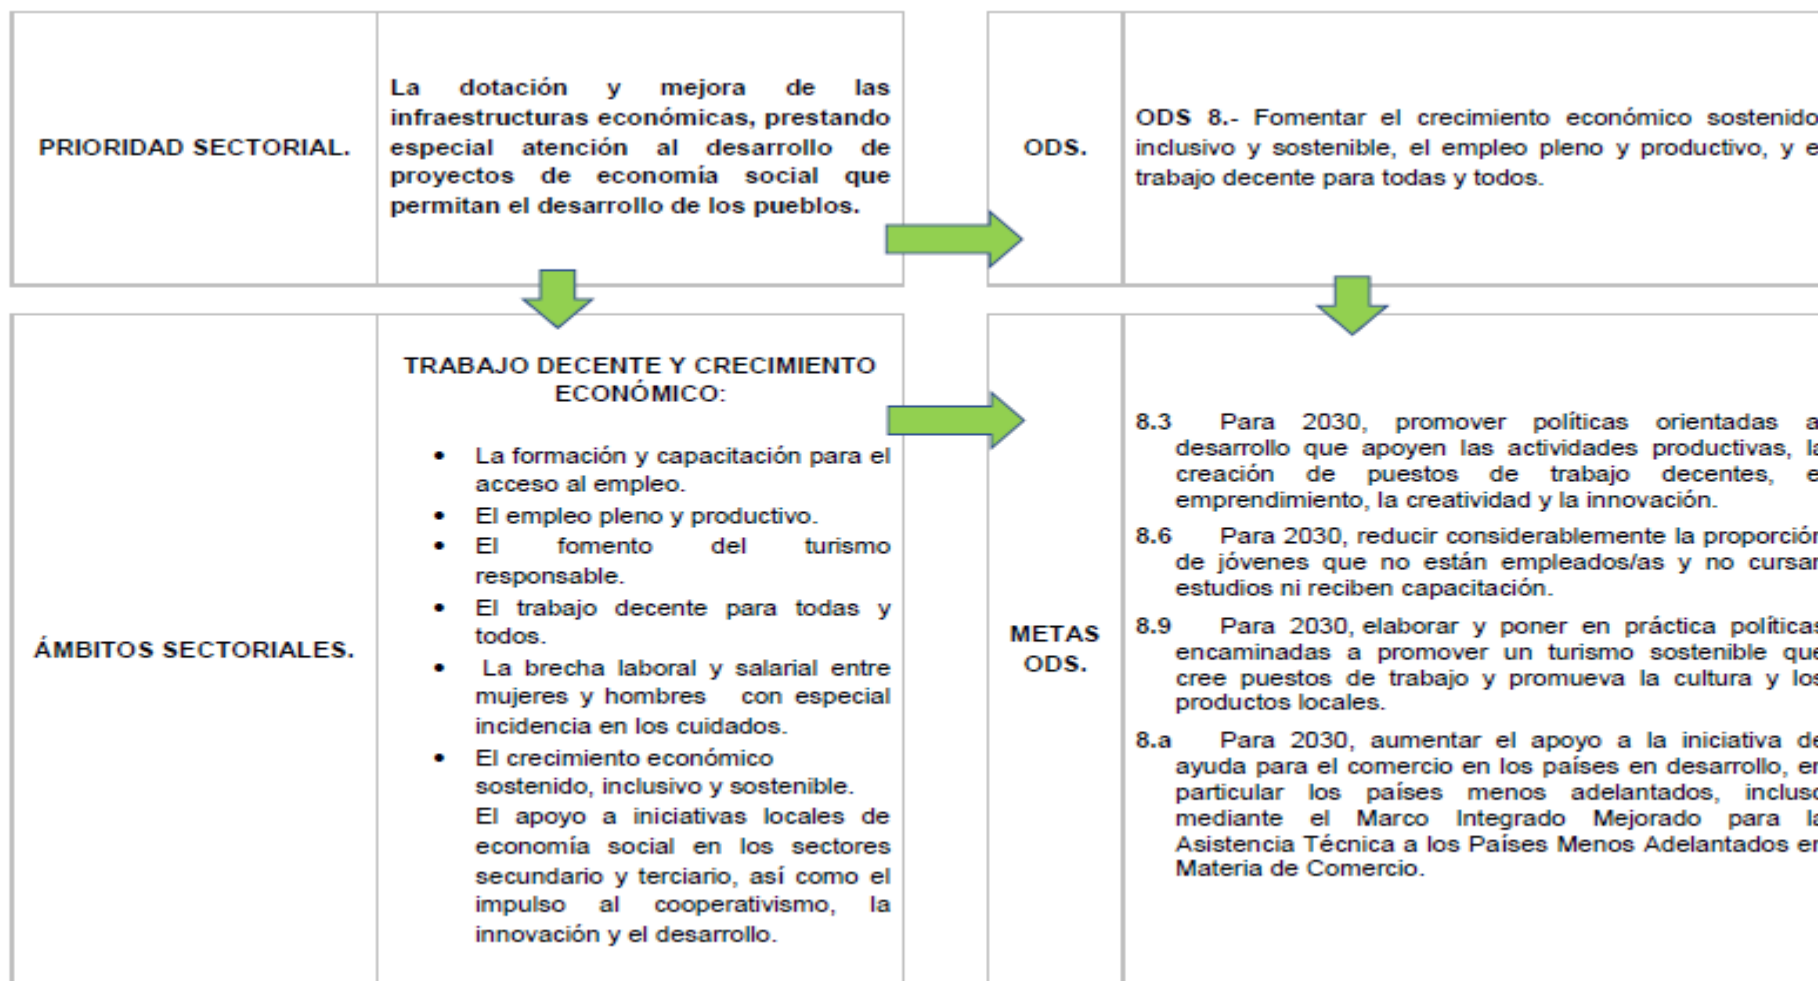 PRIORIDAD SECTORIAL.
La dotación y mejora de las
infraestructuras económicas, prestando
especial atención al desarrollo de
proyectos de economía social que
permitan el desarrollo de los pueblos.
ODS.
ODS 8.- Fomentar el crecimiento económico sostenido
inclusivo y sostenible, el empleo pleno y productivo, y e
trabajo decente para todas y todos.
ÁMBITOS SECTORIALES.
TRABAJO DECENTE Y CRECIMIENTO
ECONÓMICO:
• La formación y capacitación para el
acceso al empleo.
• El empleo pleno y productivo.
• El fomento del turismo
responsable.
• El trabajo decente para todas y
todos.
• La brecha laboral y salarial entre
mujeres y hombres con especial
incidencia en los cuidados.
• El crecimiento económico
sostenido, inclusivo y sostenible.
El apoyo a iniciativas locales de
economía social en los sectores
secundario y terciario, así como el
impulso al cooperativismo, la
innovación y el desarrollo.
METAS
ODS.
8.3 Para 2030, promover políticas orientadas a
desarrollo que apoyen las actividades productivas, la
creación de puestos de trabajo decentes, e
emprendimiento, la creatividad y la innovación.
8.6 Para 2030, reducir considerablemente la proporción
de jóvenes que no están empleados/as y no cursan
estudios ni reciben capacitación.
8.9 Para 2030, elaborar y poner en práctica políticas
encaminadas a promover un turismo sostenible que
cree puestos de trabajo y promueva la cultura y los
productos locales.
8.a Para 2030, aumentar el apoyo a la iniciativa de
ayuda para el comercio en los países en desarrollo, en
particular los países menos adelantados, incluso
mediante el Marco Integrado Mejorado para la
Asistencia Técnica a los Países Menos Adelantados en
Materia de Comercio.